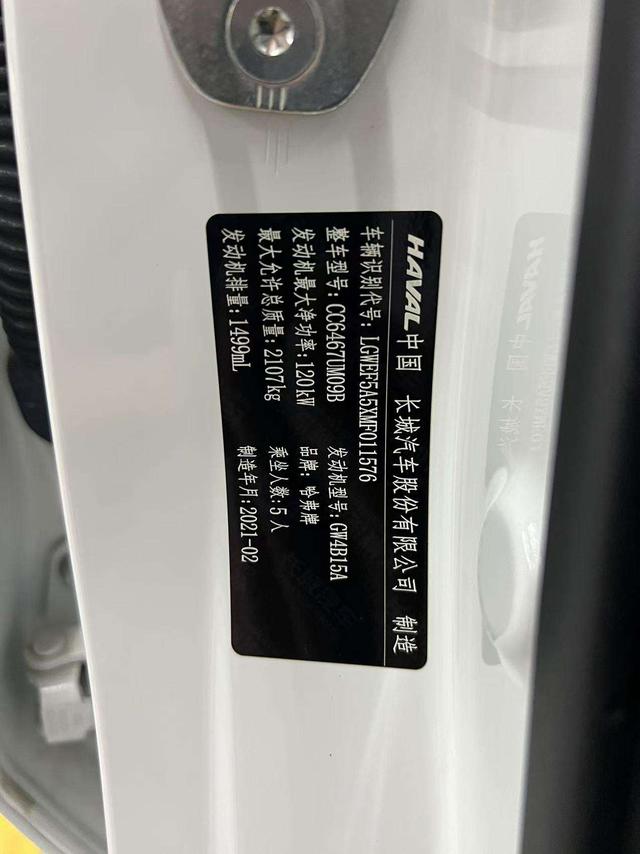 HAVAL 中国 长城汽车股份有限公司 制造
车辆识别代号：LGWEF5A5XMF011576
整车型号：CC6467UM09B 发动机型号：GW4B15A
发动机最大净功率：120kW 品牌：哈弗牌
最大允许总质量：2107kg 乘坐人数：5人
发动机排量：1499mL 制造年月：2021-02